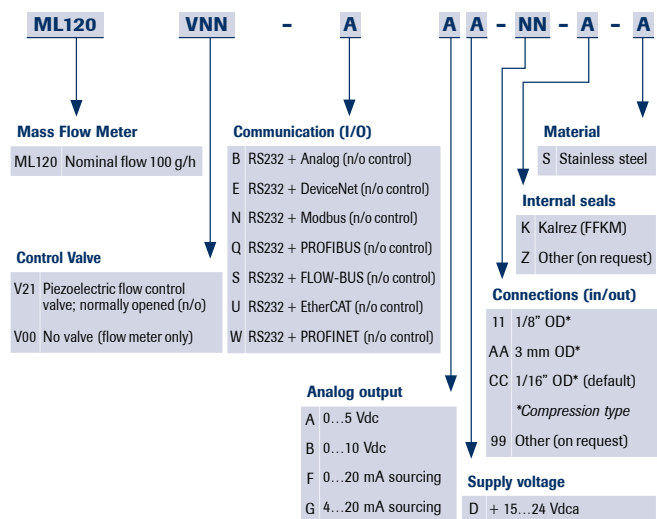 ML120 VNN - A A A - NN - A - A
Mass Flow Meter
ML120 Nominal flow 100 g/h
Control Valve
V21 Piezoelectric flow control
valve; normally opened (n/o)
V00 No valve (flow meter only)
Communication (I/O)
B RS232 + Analog (n/o control)
E RS232 + DeviceNet (n/o control)
N RS232 + Modbus (n/o control)
Q RS232 + PROFIBUS (n/o control)
S RS232 + FLOW-BUS (n/o control)
U RS232 + EtherCAT (n/o control)
W RS232 + PROFINET (n/o control)
Analog output
A 0…5 Vdc
B 0…10 Vdc
F 0…20 mA sourcing
G 4…20 mA sourcing
Material
S Stainless steel
Internal seals
K Kalrez (FFKM)
Z Other (on request)
Connections (in/out)
11 1/8" OD*
AA 3 mm OD*
CC 1/16" OD* (default)
*Compression type
99 Other (on request)
Supply voltage
D + 15…24 Vdca